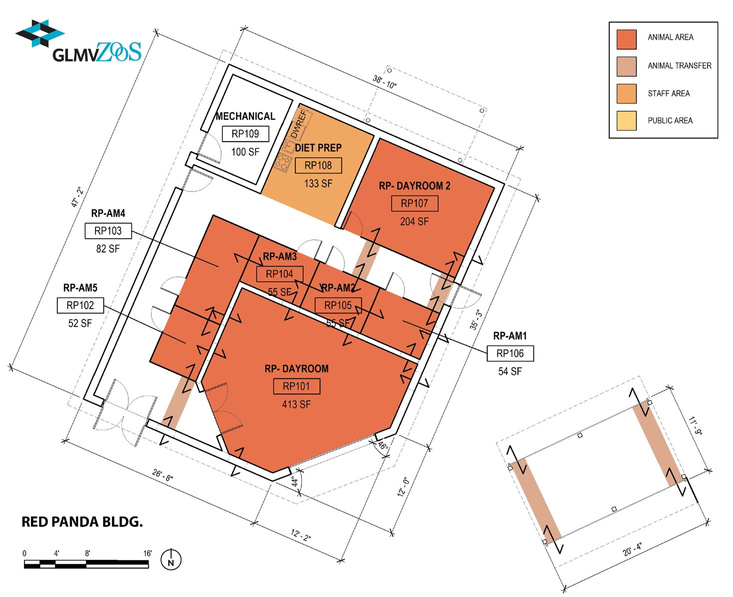 GLMVZOOS
ANIMAL AREA
ANIMAL TRANSFER
STAFF AREA
PUBLIC AREA
38'- 10"
47'- 2"
MECHANICAL
RP109
100 SF
DWREF
DIET PREP
RP108
133 SF
RP- DAYROOM 2
RP107
204 SF
RP-AM4
RP103
82 SF
RP-AM3
RP104
55 SF
RP-AM2
RP105
55 SF
RP-AM5
RP102
52 SF
RP-AM1
RP106
54 SF
35'- 3"
RP- DAYROOM
RP101
413 SF
46"
44"
26'- 8"
12'- 2"
12'- 0"
11'- 9"
20'- 4"
RED PANDA BLDG.
0 4' 8' 16'
N